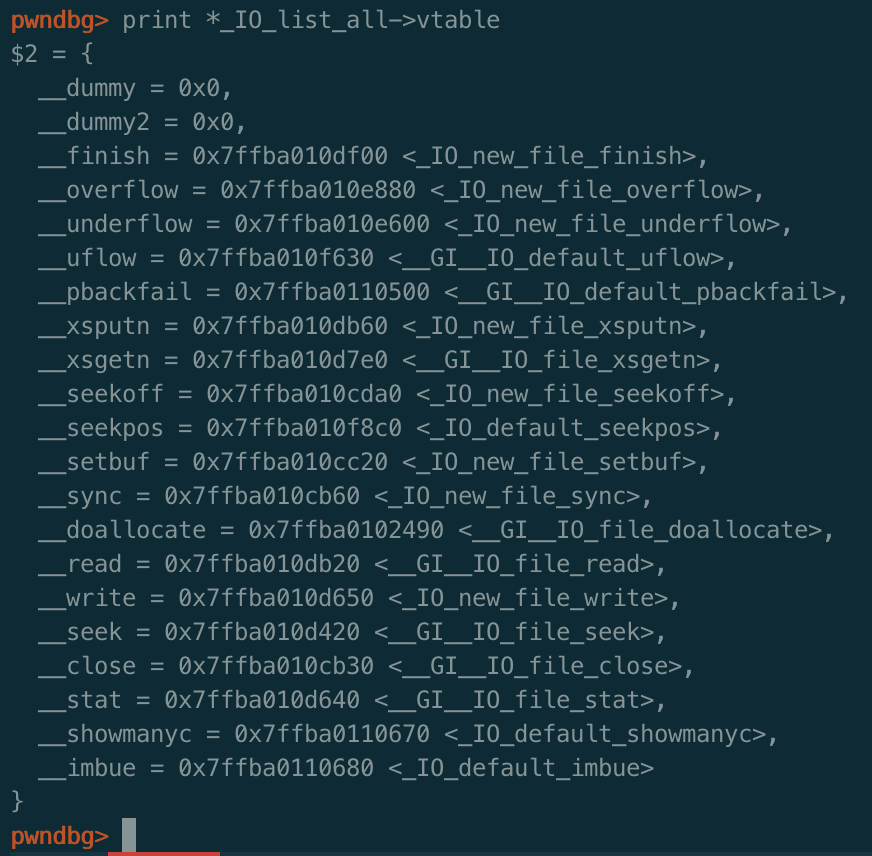 pwndbg> print *_IO_list_all->vtable
$2 = {
  __dummy = 0x0,
  __dummy2 = 0x0,
  __finish = 0x7ffba010df00 <_IO_new_file_finish>,
  __overflow = 0x7ffba010e880 <_IO_new_file_overflow>,
  __underflow = 0x7ffba010e600 <_IO_new_file_underflow>,
  __uflow = 0x7ffba010f630 <__GI__IO_default_uflow>,
  __pbackfail = 0x7ffba0110500 <__GI__IO_default_pbackfail>,
  __xsputn = 0x7ffba010db60 <_IO_new_file_xsputn>,
  __xsgetn = 0x7ffba010d7e0 <__GI__IO_file_xsgetn>,
  __seekoff = 0x7ffba010cda0 <_IO_new_file_seekoff>,
  __seekpos = 0x7ffba010f8c0 <_IO_default_seekpos>,
  __setbuf = 0x7ffba010cc20 <_IO_new_file_setbuf>,
  __sync = 0x7ffba010cb60 <_IO_new_file_sync>,
  __doallocate = 0x7ffba0102490 <__GI__IO_file_doallocate>,
  __read = 0x7ffba010db20 <__GI__IO_file_read>,
  __write = 0x7ffba010d650 <_IO_new_file_write>,
  __seek = 0x7ffba010d420 <__GI__IO_file_seek>,
  __close = 0x7ffba010cb30 <__GI__IO_file_close>,
  __stat = 0x7ffba010d640 <__GI__IO_file_stat>,
  __showmanyc = 0x7ffba0110670 <_IO_default_showmanyc>,
  __imbue = 0x7ffba0110680 <_IO_default_imbue>
}
pwndbg>